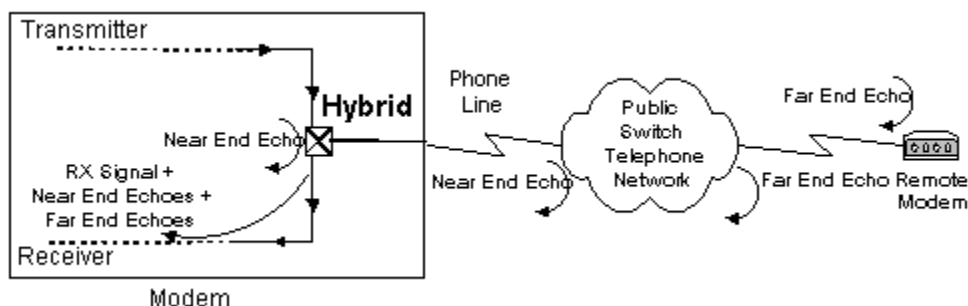 Transmitter
Hybrid
Near End Echo
RX Signal +
Near End Echoes +
Far End Echoes
Receiver
Modem
Phone
Line
Near End Echo
Public
Switch
Telephone
Network
Far End Echo
Far End Echo
Remote
Modem